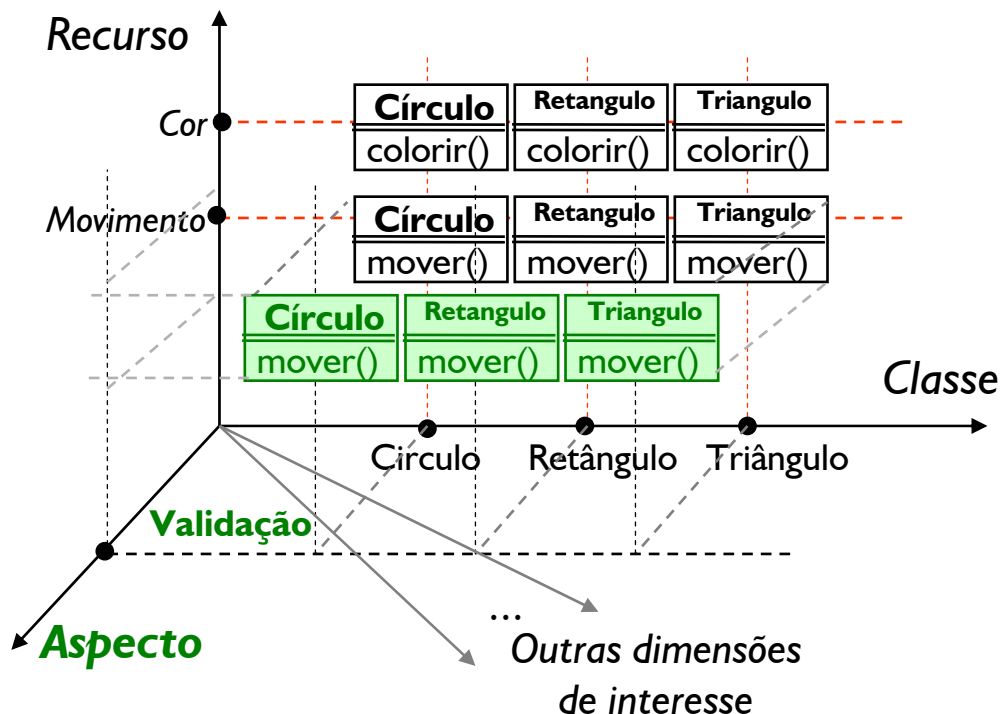 Recurso
Cor
Círculo Retangulo Triangulo
colorir() colorir() colorir()
Movimento
Círculo Retangulo Triangulo
mover() mover() mover()
Círculo Retangulo Triangulo
mover() mover() mover()
Classe
Círculo Retângulo Triângulo
Validação
Aspecto
...
Outras dimensões
de interesse